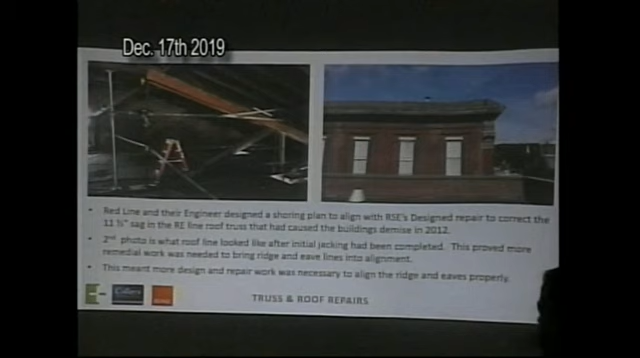 Dec. 17th 2019
• Red Line and their Engineer designed a shoring plan to align with RSE's Designed repair to correct the
11 ½" sag in the RE line roof truss that had caused the buildings demise in 2012.
• 2nd photo is what roof line looked like after initial jacking had been completed. This proved more
remedial work was needed to bring ridge and eave lines into alignment.
• This meant more design and repair work was necessary to align the ridge and eaves properly.
Colliers
TRUSS & ROOF REPAIRS